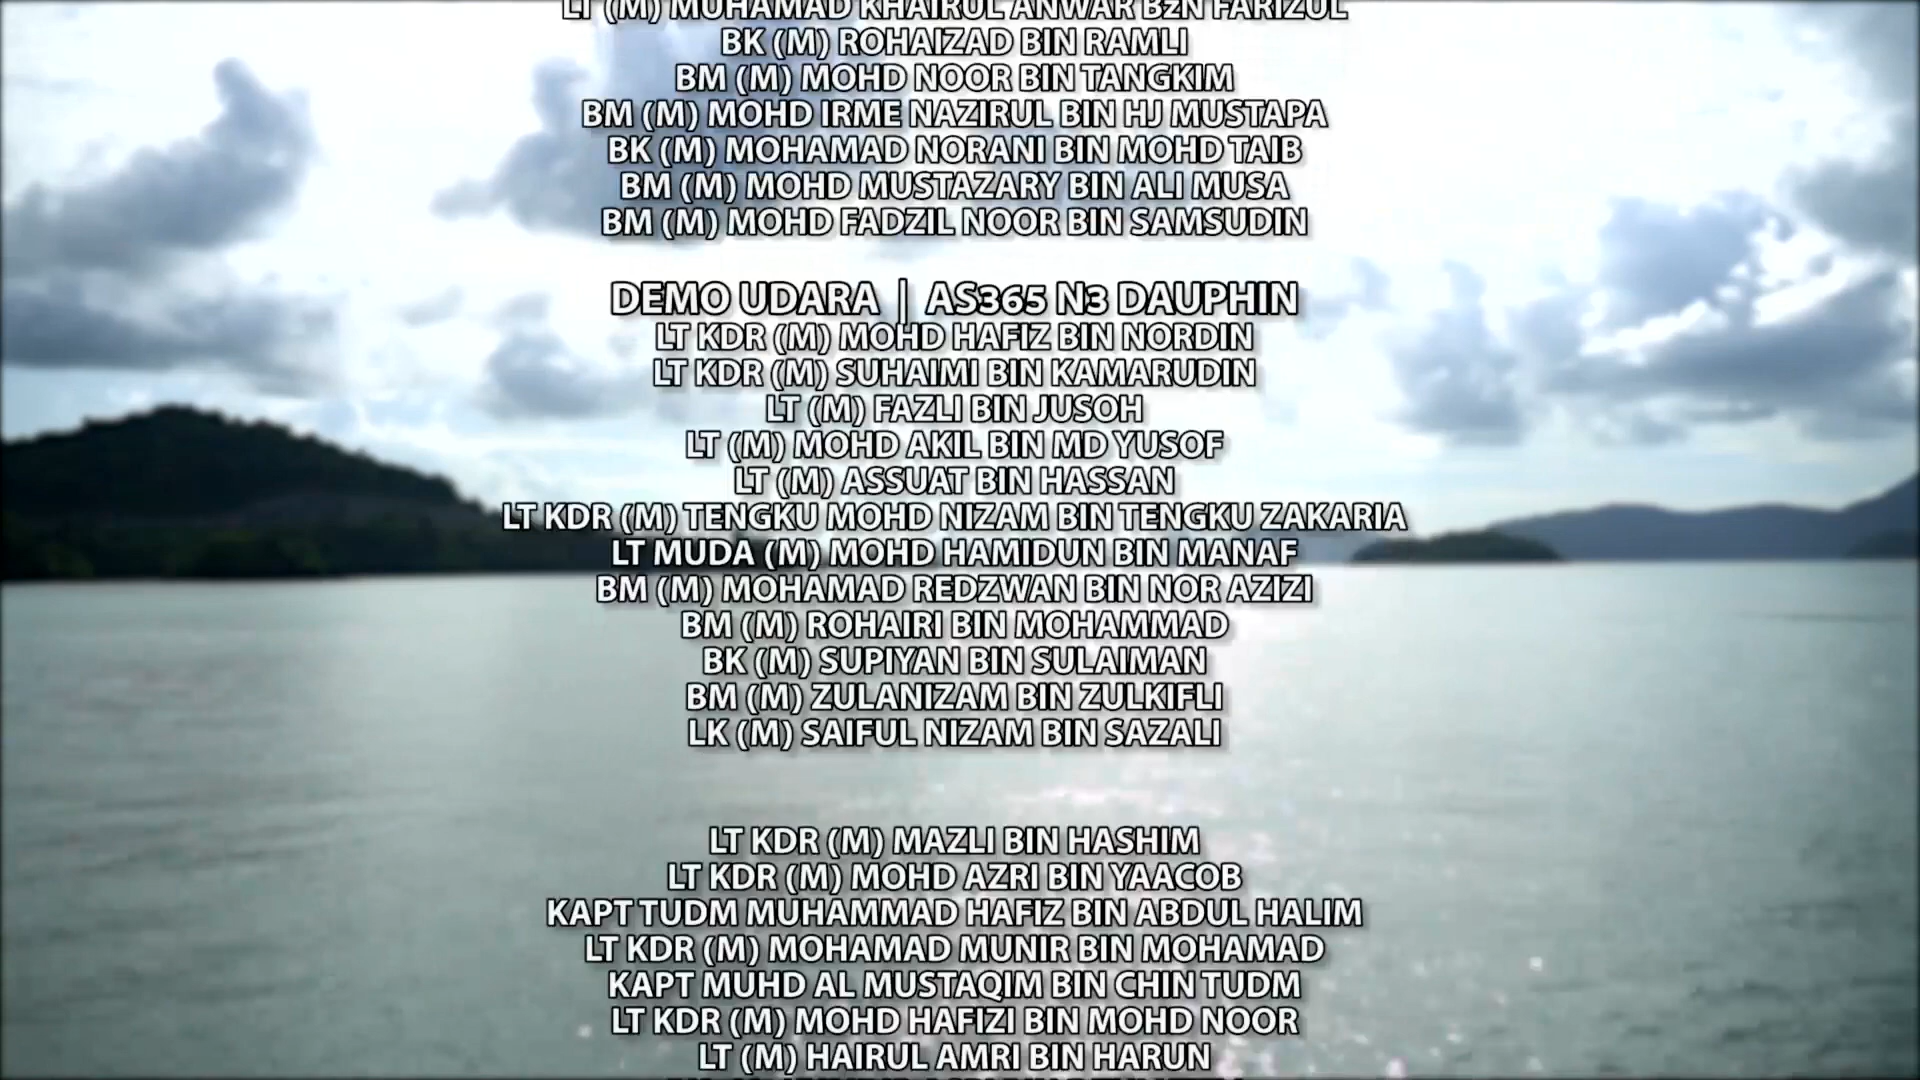 LT (M) MUHAMAD KHAIRUL ANWAR BzN FARIZUL
BK (M) ROHAIZAD BIN RAMLI
BM (M) MOHD NOOR BIN TANGKIM
BM (M) MOHD IRME NAZIRUL BIN HJ MUSTAPA
BK (M) MOHAMAD NORANI BIN MOHD TAIB
BM (M) MOHD MUSTAZARY BIN ALI MUSA
BM (M) MOHD FADZIL NOOR BIN SAMSUDIN
DEMO UDARA | AS365 N3 DAUPHIN
LT KDR (M) MOHD HAFIZ BIN NORDIN
LT KDR (M) SUHAIMI BIN KAMARUDIN
LT (M) FAZLI BIN JUSOH
LT (M) MOHD AKIL BIN MD YUSOF
LT (M) ASSUAT BIN HASSAN
LT KDR (M) TENGKU MOHD NIZAM BIN TENGKU ZAKARIA
LT MUDA (M) MOHD HAMIDUN BIN MANAF
BM (M) MOHAMAD REDZWAN BIN NOR AZIZI
BM (M) ROHAIRI BIN MOHAMMAD
BK (M) SUPIYAN BIN SULAIMAN
BM (M) ZULANIZAM BIN ZULKIFLI
LK (M) SAIFUL NIZAM BIN SAZALI
LT KDR (M) MAZLI BIN HASHIM
LT KDR (M) MOHD AZRI BIN YAACOB
KAPT TUDM MUHAMMAD HAFIZ BIN ABDUL HALIM
LT KDR (M) MOHAMAD MUNIR BIN MOHAMAD
KAPT MUHD AL MUSTAQIM BIN CHIN TUDM
LT KDR (M) MOHD HAFIZI BIN MOHD NOOR
LT (M) HAIRUL AMRI BIN HARUN